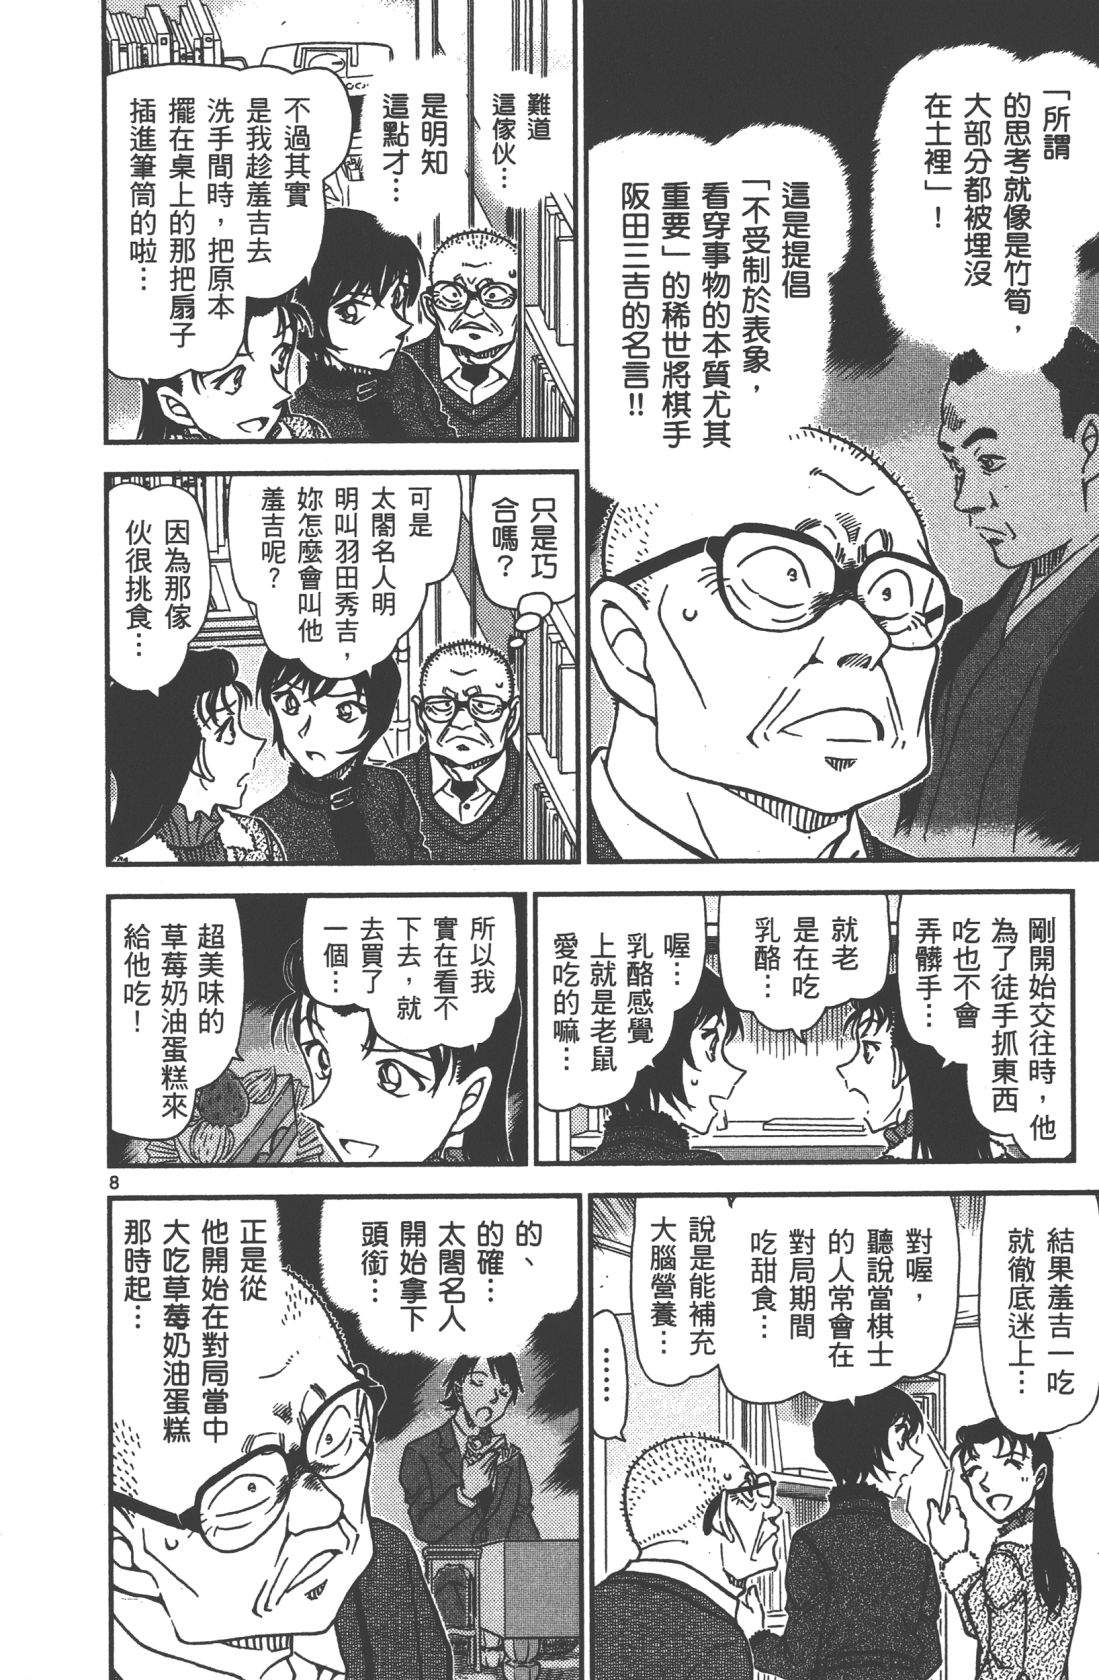 「所謂
的思考就像是竹筍，
大部分都被埋沒
在土裡」！
這是提倡
「不受制於表象，
看穿事物的本質尤其
重要」的稀世將棋手
阪田三吉的名言!!
難道
這傢伙…
是明知
這點才…
不過其實
是我趁羞吉去
洗手間時，把原本
擺在桌上的那把扇子
插進筆筒的啦…
只是巧
合嗎？
可是
太閤名人明
明叫羽田秀吉，
妳怎麼會叫他
羞吉呢？
因為那傢
伙很挑食…
剛開始交往時，他
為了徒手抓東西
吃也不會
弄髒手…
就老
是在吃
乳酪…
喔…
乳酪感覺
上就是老鼠
愛吃的嘛…
所以我
實在看不
下去，就
去買了
一個…
超美味的
草莓奶油蛋糕來
給他吃！
8
結果羞吉一吃
就徹底迷上…
對喔，
聽說當棋士
的人常會在
對局期間
吃甜食…
說是能補充
大腦營養…
……
的、
的確…
太閤名人
開始拿下
頭銜…
正是從
他開始在對局當中
大吃草莓奶油蛋糕
那時起…